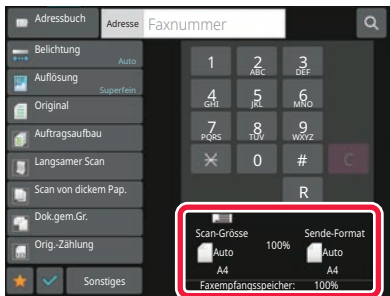 Adressbuch
Adresse
Faxnummer
Belichtung
Auto
Auflösung
Superfein
Original
Auftragsaufbau
Langsamer Scan
Scan von dickem Pap.
Dok.gem.Gr.
Orig.-Zählung
Sonstiges
1
2 ABC
3 DEF
4 GHI
5 JKL
6 MNO
7 PQRS
8 TUV
9 WXYZ
0
#
C
R
Scan-Grösse
Sende-Format
Auto
100%
Auto
A4
A4
Faxempfangsspeicher: 100%